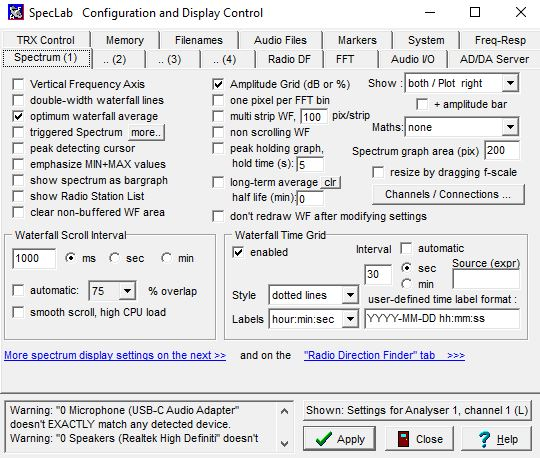 SpecLab   Configuration and Display Control
TRX Control   Memory   Filenames   Audio Files   Markers   System   Freq-Resp
Spectrum (1)   .. (2)   .. (3)   .. (4)   Radio DF   FFT   Audio I/O   AD/DA Server
Vertical Frequency Axis   Amplitude Grid (dB or %)   Show :   both / Plot  right
double-width waterfall lines   one pixel per FFT bin   + amplitude bar
optimum waterfall average   multi strip WF,   100   pix/strip
Maths:   none
triggered Spectrum   more..   non scrolling WF
peak detecting cursor   peak holding graph,   Spectrum graph area (pix)   200
emphasize MIN+MAX values   hold time (s):   5
resize by dragging f-scale
show spectrum as bargraph   long-term average   clr
show Radio Station List   half life (min):   0   Channels / Connections ...
clear non-buffered WF area   don't redraw WF after modifying settings
Waterfall Scroll Interval   Waterfall Time Grid
1000   ms   sec   min   enabled   Interval   automatic
30   sec   Source (expr)
min
automatic:   75   % overlap   Style   dotted lines   user-defined time label format :
smooth scroll, high CPU load   Labels   hour:min:sec   YYYY-MM-DD hh:mm:ss
More spectrum display settings on the next >>   and on the   "Radio Direction Finder" tab   >>>
Warning: "0 Microphone (USB-C Audio Adapter"   Shown: Settings for Analyser 1, channel 1 (L)
doesn't EXACTLY match any detected device.
Warning: "0 Speakers (Realtek High Definiti" doesn't   Apply   Close   Help